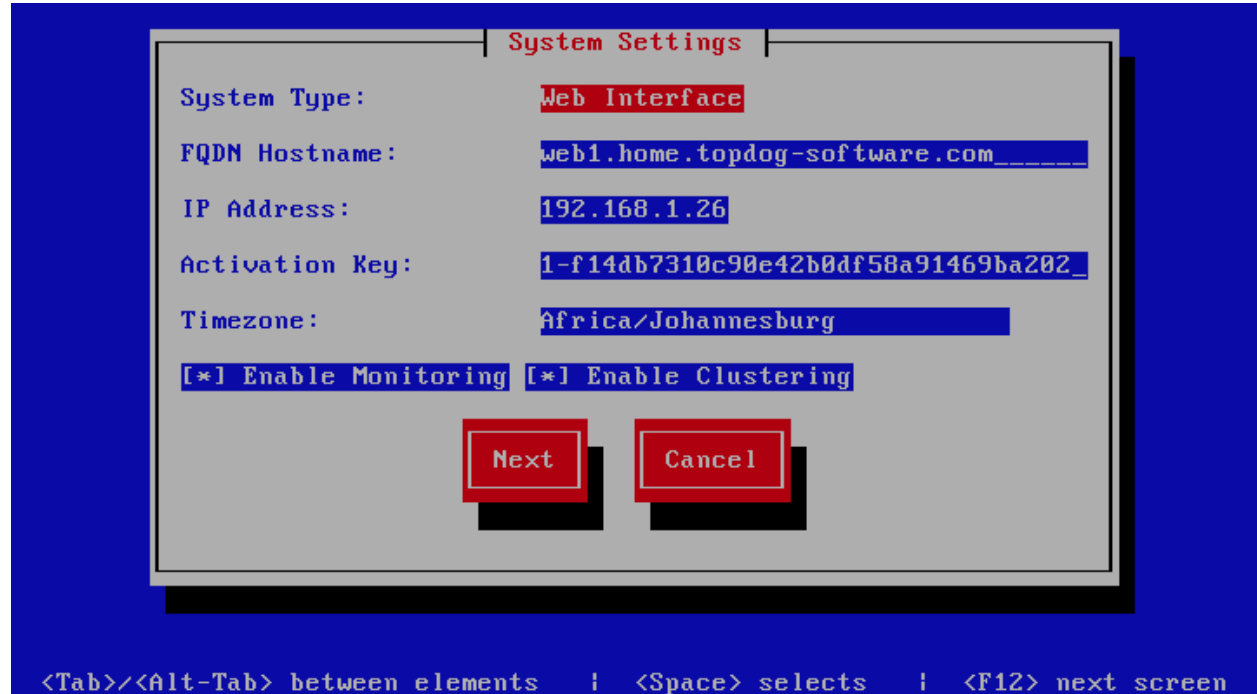 System Settings
System Type: Web Interface
FQDN Hostname: web1.home.topdog-software.com______
IP Address: 192.168.1.26
Activation Key: 1-f14db7310c90e42b0df58a91469ba202_
Timezone: Africa/Johannesburg
[*] Enable Monitoring [*] Enable Clustering
Next Cancel
<Tab>/<Alt-Tab> between elements | <Space> selects | <F12> next screen